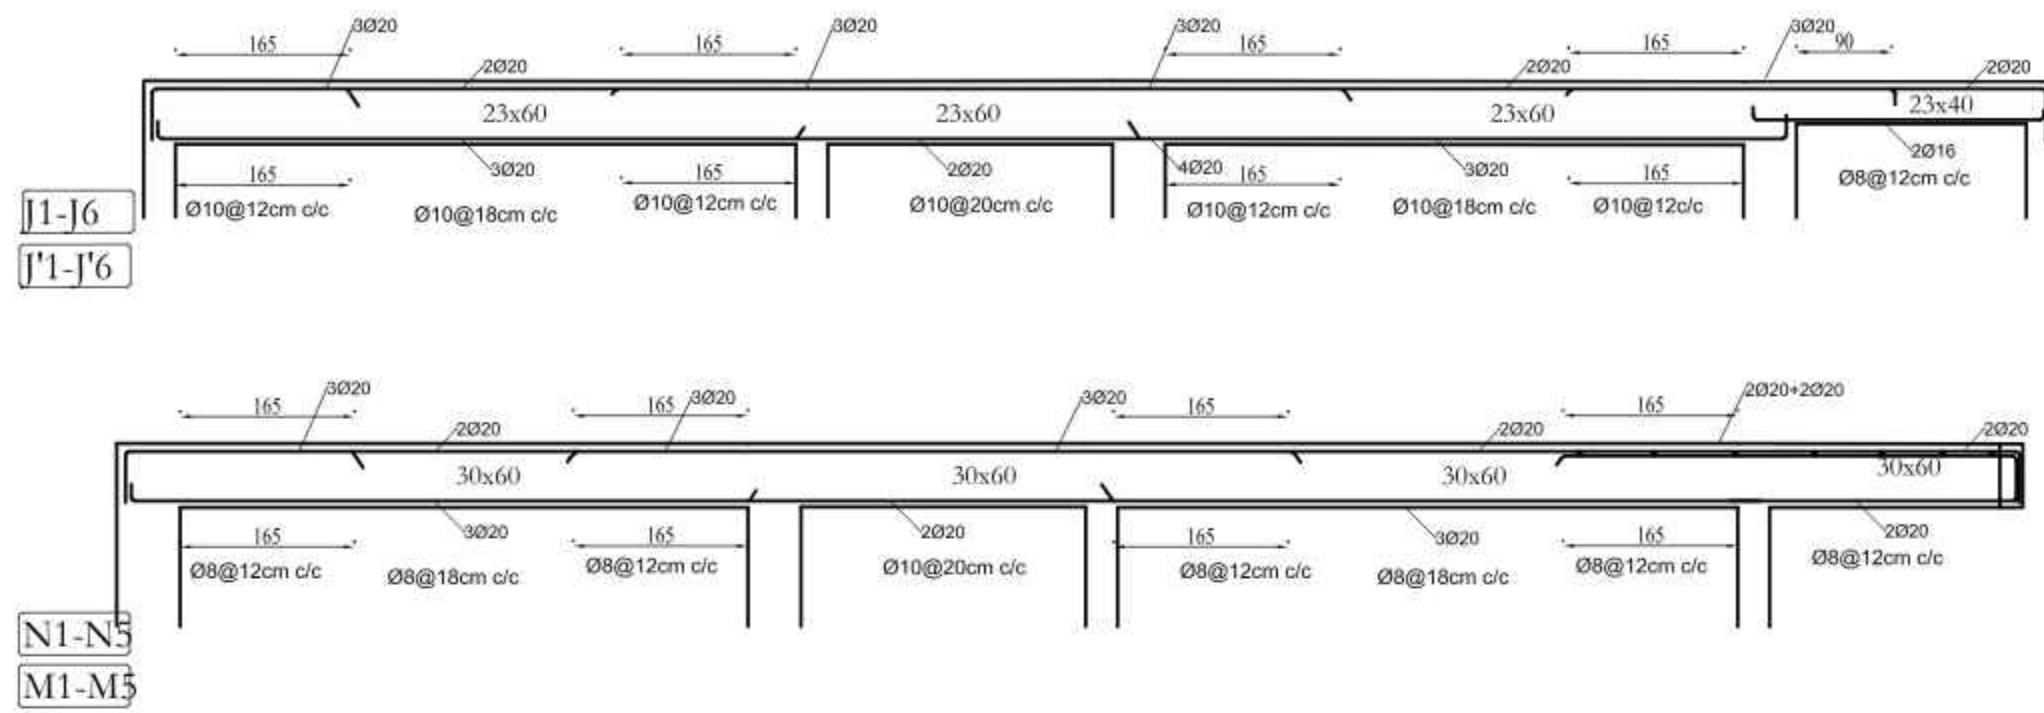 3Ø20 3Ø20 3Ø20 3Ø20
165 165 165 165 90
2Ø20 2Ø20 2Ø20
23x60 23x60 23x60 23x40
3Ø20 2Ø20 4Ø20 3Ø20 2Ø16
165 165 165 165 Ø8@12cm c/c
Ø10@12cm c/c Ø10@18cm c/c Ø10@12cm c/c Ø10@20cm c/c Ø10@12cm c/c Ø10@18cm c/c Ø10@12c/c
J1-J6
J'1-J'6
3Ø20 3Ø20 3Ø20 2Ø20+2Ø20
165 165 165 165
2Ø20 2Ø20 2Ø20
30x60 30x60 30x60 30x60
3Ø20 2Ø20 3Ø20 2Ø20
165 165 165 165
Ø8@12cm c/c Ø8@18cm c/c Ø8@12cm c/c Ø10@20cm c/c Ø8@12cm c/c Ø8@18cm c/c Ø8@12cm c/c Ø8@12cm c/c
N1-N5
M1-M5